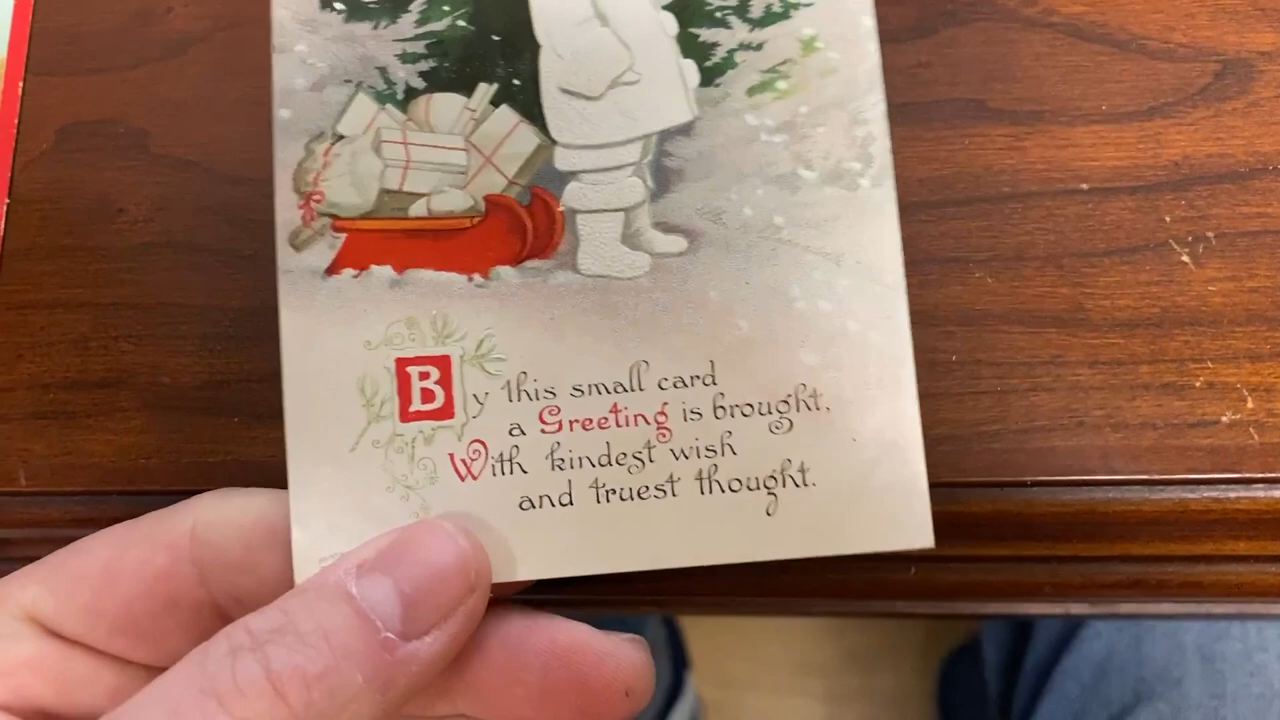 By this small card
a Greeting is brought,
With kindest wish
and truest thought.